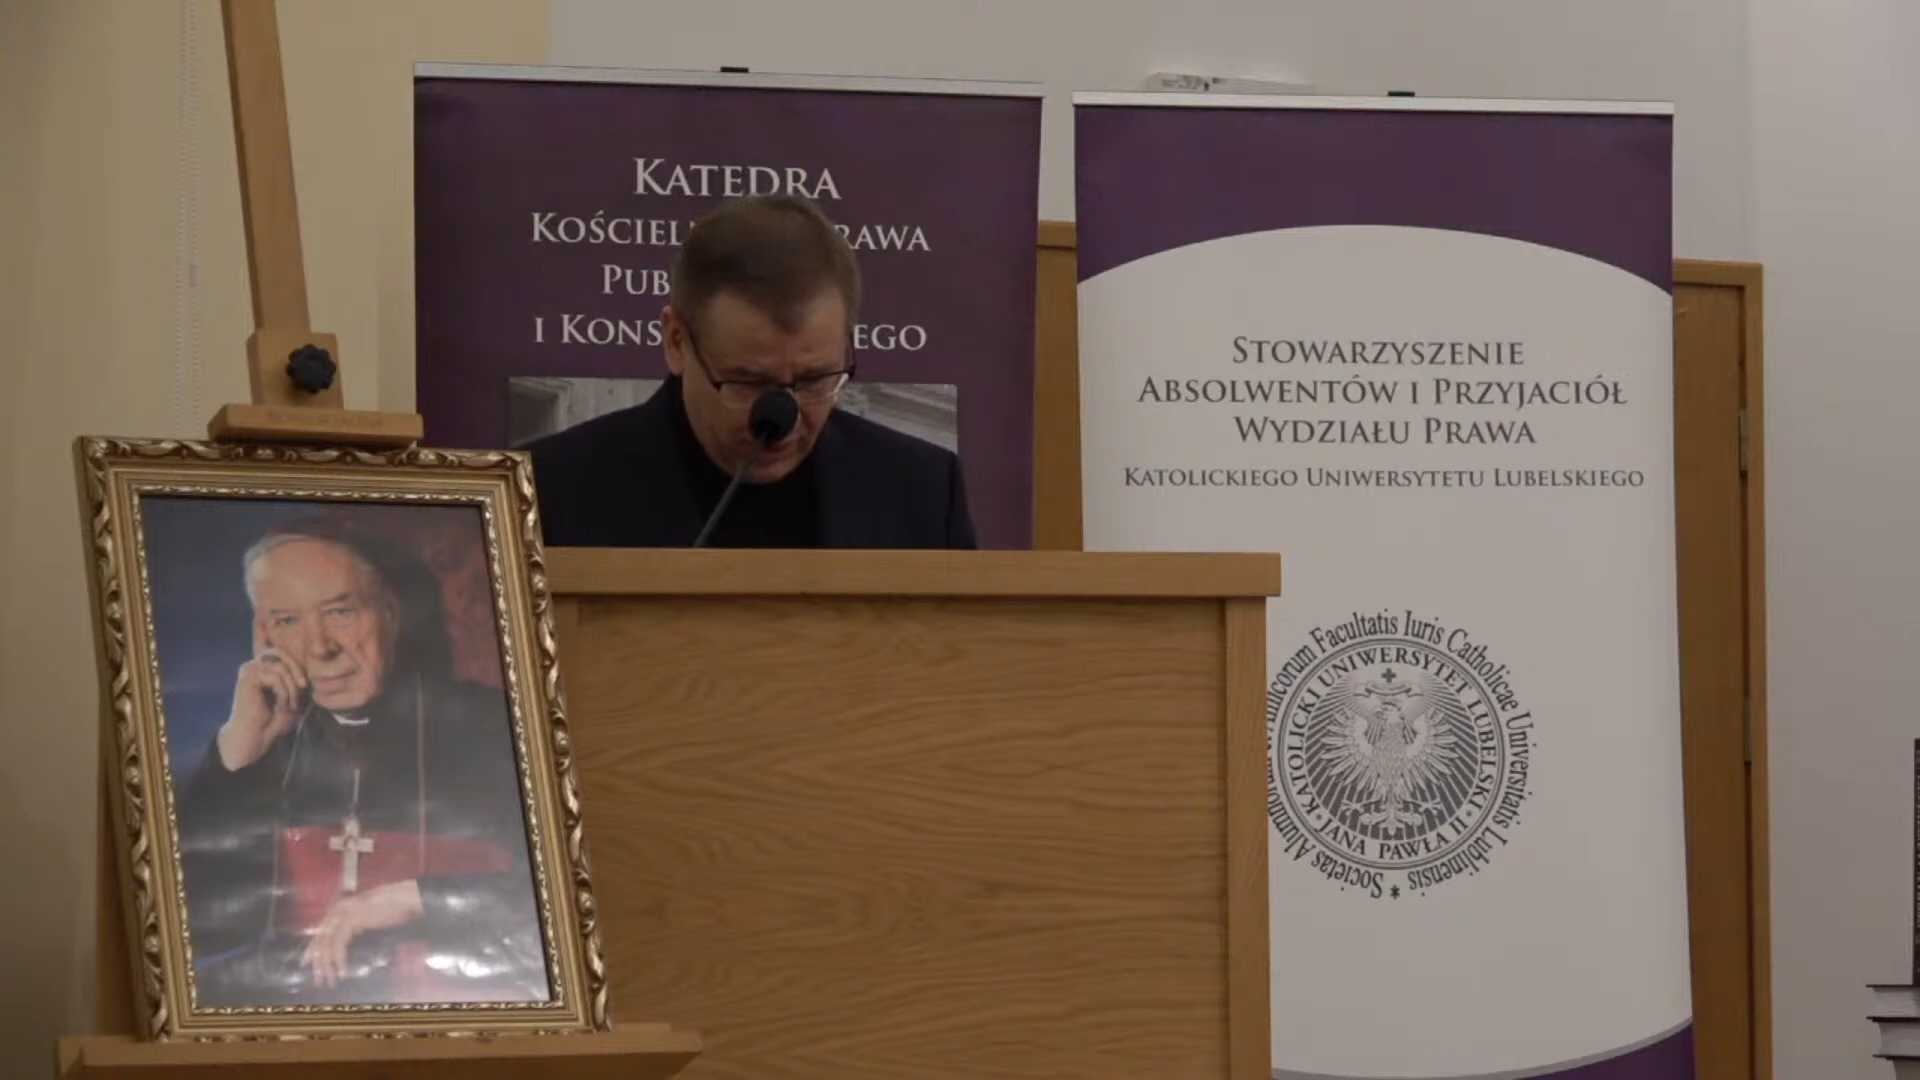 KATEDRA
KOŚCIEL RAWA
PUB
I KONS EGO
STOWARZYSZENIE
ABSOLWENTÓW I PRZYJACIÓŁ
WYDZIAŁU PRAWA
KATOLICKIEGO UNIWERSYTETU LUBELSKIEGO
Societas Alumnorum micorum Facultatis Iuris Catholicae Universitatis Lublinensis *
KATOLICKI UNIWERSYTET LUBELSKI · JANA PAWŁA II ·